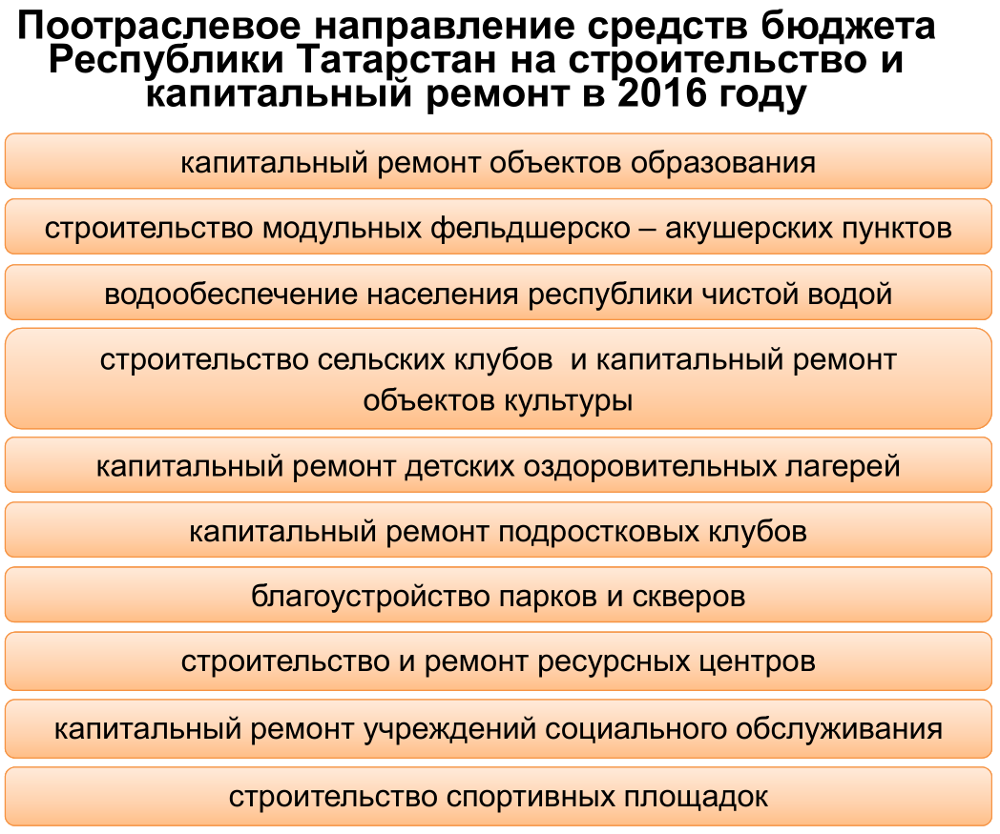 Поотраслевое направление средств бюджета
Республики Татарстан на строительство и
капитальный ремонт в 2016 году
капитальный ремонт объектов образования
строительство модульных фельдшерско – акушерских пунктов
водообеспечение населения республики чистой водой
строительство сельских клубов  и капитальный ремонт
объектов культуры
капитальный ремонт детских оздоровительных лагерей
капитальный ремонт подростковых клубов
благоустройство парков и скверов
строительство и ремонт ресурсных центров
капитальный ремонт учреждений социального обслуживания
строительство спортивных площадок